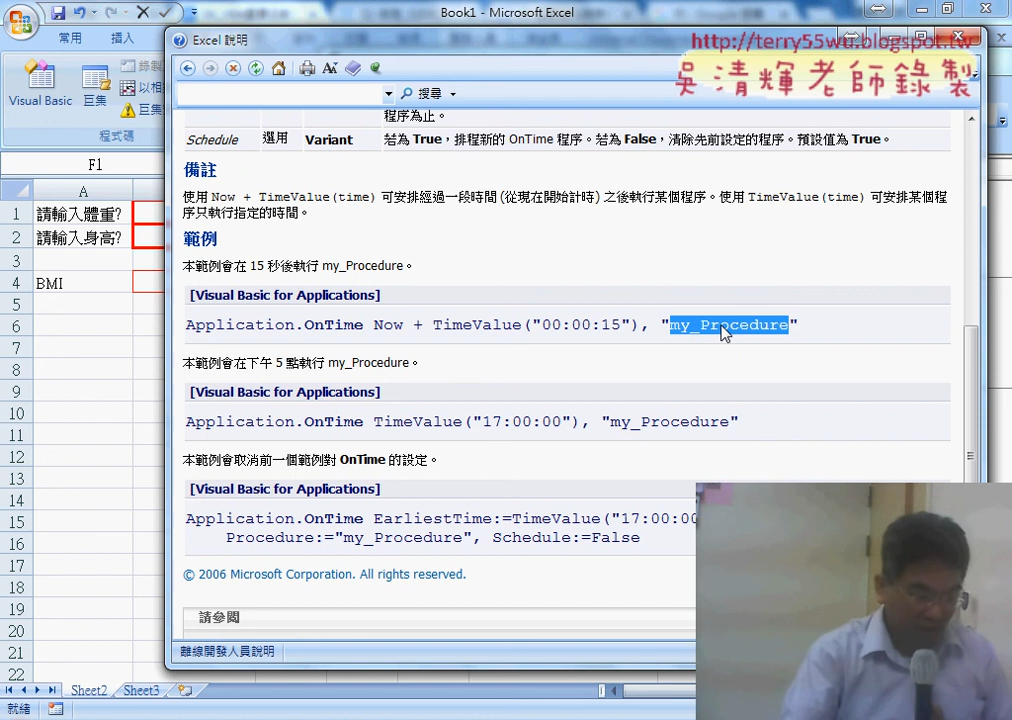 Book1 - Microsoft Excel
常用
插入
Excel 說明
http://terry55wu.blogspot.tw
吳清輝老師錄製
Visual Basic
巨集
以相
巨集
程式碼
搜尋
F1
A
1 請輸入體重?
2 請輸入身高?
3
4 BMI
5
6
7
8
9
10
11
12
13
14
15
16
17
18
19
20
21
22
程序為止。
Schedule 選用 Variant 若為 True，排程新的 OnTime 程序。若為 False，清除先前設定的程序。預設值為 True。
備註
使用 Now + TimeValue(time) 可安排經過一段時間 (從現在開始計時) 之後執行某個程序。使用 TimeValue(time) 可安排某個程
序只執行指定的時間。
範例
本範例會在 15 秒後執行 my_Procedure。
[Visual Basic for Applications]
Application.OnTime Now + TimeValue("00:00:15"), "my_Procedure"
本範例會在下午 5 點執行 my_Procedure。
[Visual Basic for Applications]
Application.OnTime TimeValue("17:00:00"), "my_Procedure"
本範例會取消前一個範例對 OnTime 的設定。
[Visual Basic for Applications]
Application.OnTime EarliestTime:=TimeValue("17:00:00
Procedure:="my_Procedure", Schedule:=False
© 2006 Microsoft Corporation. All rights reserved.
請參閱
離線開發人員說明
Sheet2 Sheet3
就緒